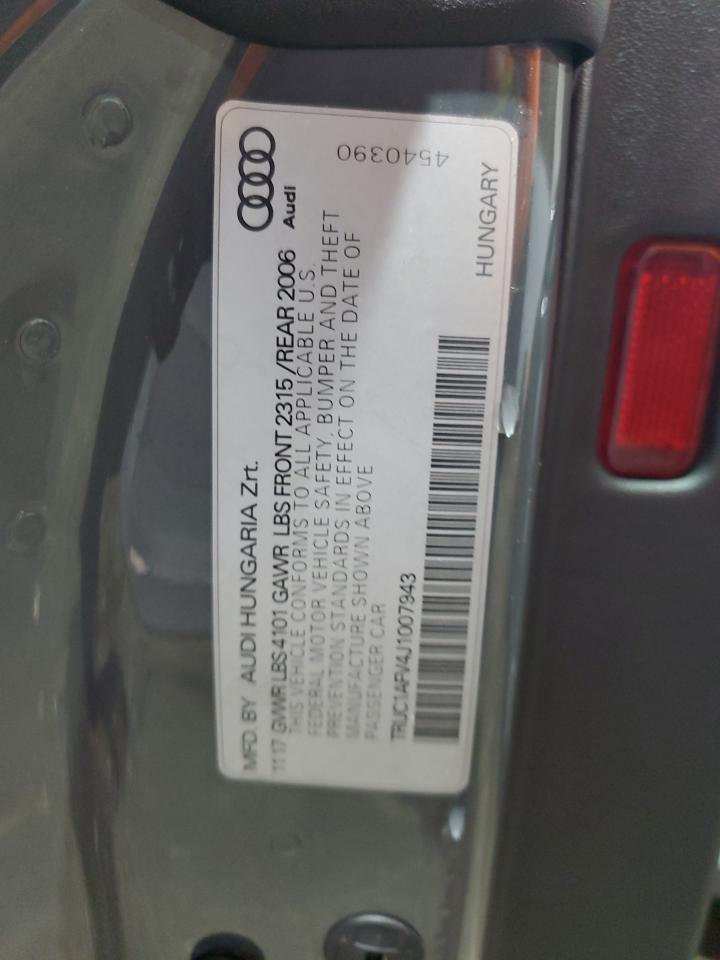 Audi
4540390
MFD. BY AUDI HUNGARIA Zrt.
11 17 GVWR LBS 4101 GAWR LBS FRONT 2315 / REAR 2006
THIS VEHICLE CONFORMS TO ALL APPLICABLE U.S.
FEDERAL MOTOR VEHICLE SAFETY, BUMPER AND THEFT
PREVENTION STANDARDS IN EFFECT ON THE DATE OF
MANUFACTURE SHOWN ABOVE
PASSENGER CAR
TRUC1AFV4J1007943
HUNGARY